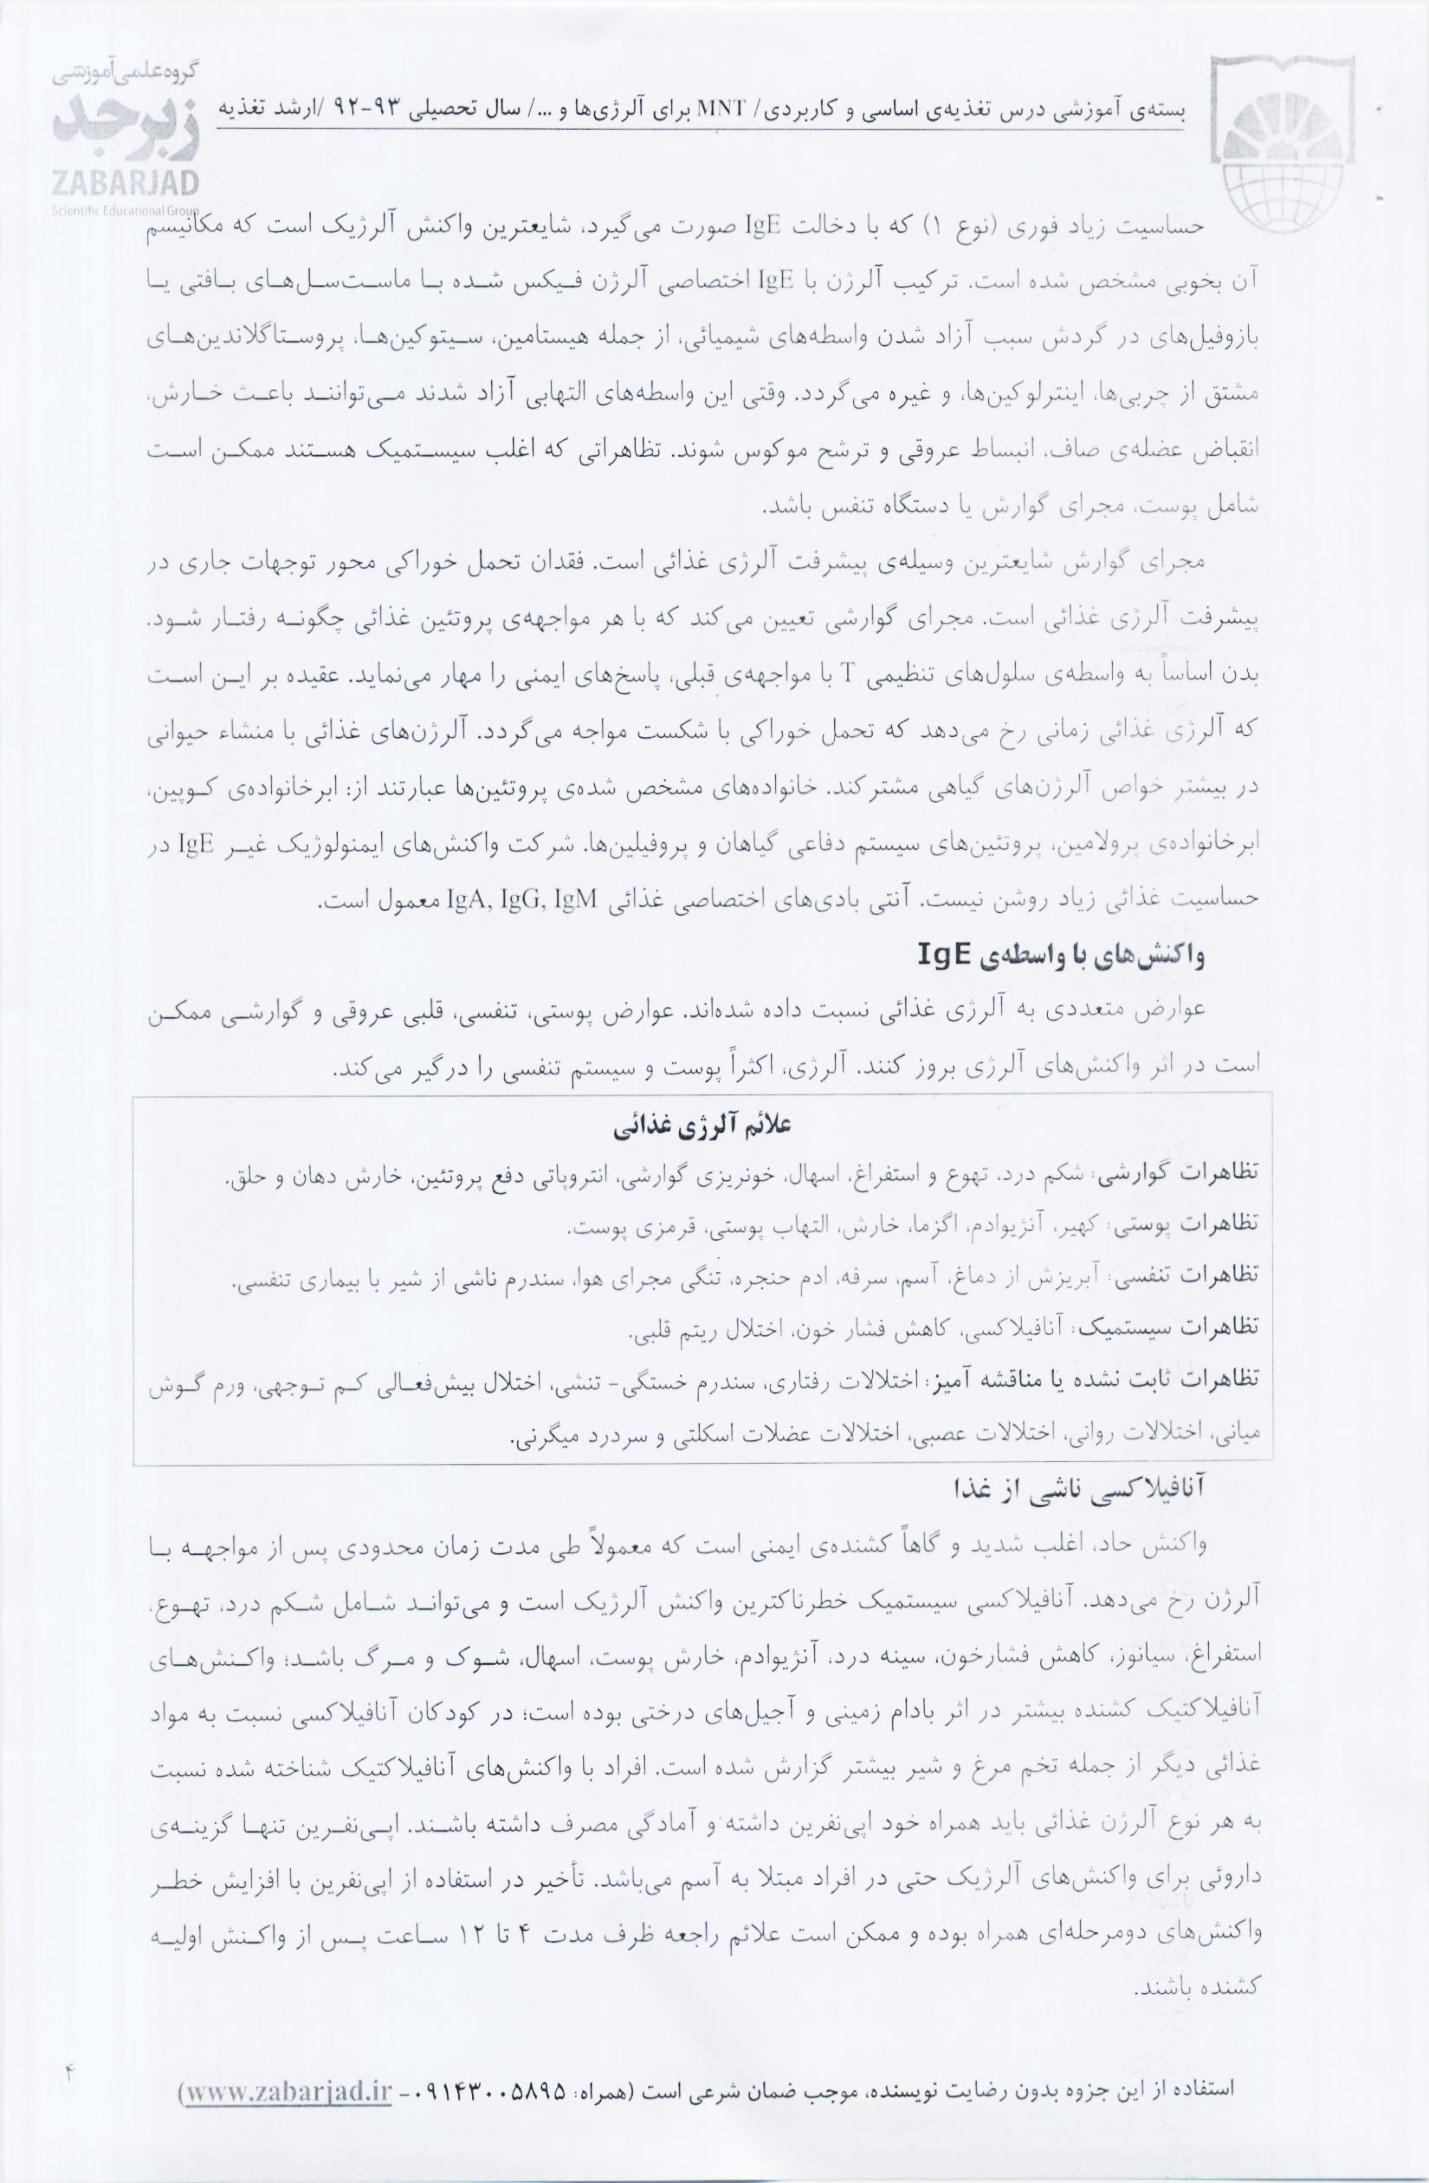 گروه علمی آموزشی
زبرجد
ZABARJAD
Scientific Educational Group
بسته‌ی آموزشی درس تغذیه‌ی اساسی و کاربردی/ MNT برای آلرژی‌ها و .../ سال تحصیلی ۹۳-۹۲ /ارشد تغذیه
حساسیت زیاد فوری (نوع ۱) که با دخالت IgE صورت می‌گیرد، شایعترین واکنش آلرژیک است که مکانیسم
آن بخوبی مشخص شده است. ترکیب آلرژن با IgE اختصاصی آلرژن فیکس شده با ماست‌سل‌های بافتی یا
بازوفیل‌های در گردش سبب آزاد شدن واسطه‌های شیمیائی، از جمله هیستامین، سیتوکین‌ها، پروستاگلاندین‌های
مشتق از چربی‌ها، اینترلوکین‌ها، و غیره می‌گردد. وقتی این واسطه‌های التهابی آزاد شدند می‌توانند باعث خارش،
انقباض عضله‌ی صاف، انبساط عروقی و ترشح موکوس شوند. تظاهراتی که اغلب سیستمیک هستند ممکن است
شامل پوست، مجرای گوارش یا دستگاه تنفس باشد.
مجرای گوارش شایعترین وسیله‌ی پیشرفت آلرژی غذائی است. فقدان تحمل خوراکی محور توجهات جاری در
پیشرفت آلرژی غذائی است. مجرای گوارشی تعیین می‌کند که با هر مواجهه‌ی پروتئین غذائی چگونه رفتار شود.
بدن اساساً به واسطه‌ی سلول‌های تنظیمی T با مواجهه‌ی قبلی، پاسخ‌های ایمنی را مهار می‌نماید. عقیده بر این است
که آلرژی غذائی زمانی رخ می‌دهد که تحمل خوراکی با شکست مواجه می‌گردد. آلرژن‌های غذائی با منشاء حیوانی
در بیشتر خواص آلرژن‌های گیاهی مشترکند. خانواده‌های مشخص شده‌ی پروتئین‌ها عبارتند از: ابرخانواده‌ی کوپین،
ابرخانواده‌ی پرولامین، پروتئین‌های سیستم دفاعی گیاهان و پروفیلین‌ها. شرکت واکنش‌های ایمنولوژیک غیر IgE در
حساسیت غذائی زیاد روشن نیست. آنتی بادی‌های اختصاصی غذائی IgA, IgG, IgM معمول است.
واکنش‌های با واسطه‌ی IgE
عوارض متعددی به آلرژی غذائی نسبت داده شده‌اند. عوارض پوستی، تنفسی، قلبی عروقی و گوارشی ممکن
است در اثر واکنش‌های آلرژی بروز کنند. آلرژی، اکثراً پوست و سیستم تنفسی را درگیر می‌کند.
علائم آلرژی غذائی
تظاهرات گوارشی: شکم درد، تهوع و استفراغ، اسهال، خونریزی گوارشی، انتروپاتی دفع پروتئین، خارش دهان و حلق.
تظاهرات پوستی: کهیر، آنژیوادم، اگزما، خارش، التهاب پوستی، قرمزی پوست.
تظاهرات تنفسی: آبریزش از دماغ، آسم، سرفه، ادم حنجره، تنگی مجرای هوا، سندرم ناشی از شیر با بیماری تنفسی.
تظاهرات سیستمیک: آنافیلاکسی، کاهش فشار خون، اختلال ریتم قلبی.
تظاهرات ثابت نشده یا مناقشه آمیز: اختلالات رفتاری، سندرم خستگی- تنشی، اختلال بیش‌فعالی کم توجهی، ورم گوش
میانی، اختلالات روانی، اختلالات عصبی، اختلالات عضلات اسکلتی و سردرد میگرنی.
آنافیلاکسی ناشی از غذا
واکنش حاد، اغلب شدید و گاهاً کشنده‌ی ایمنی است که معمولاً طی مدت زمان محدودی پس از مواجهه با
آلرژن رخ می‌دهد. آنافیلاکسی سیستمیک خطرناکترین واکنش آلرژیک است و می‌تواند شامل شکم درد، تهوع،
استفراغ، سیانوز، کاهش فشارخون، سینه درد، آنژیوادم، خارش پوست، اسهال، شوک و مرگ باشد؛ واکنش‌های
آنافیلاکتیک کشنده بیشتر در اثر بادام زمینی و آجیل‌های درختی بوده است؛ در کودکان آنافیلاکسی نسبت به مواد
غذائی دیگر از جمله تخم مرغ و شیر بیشتر گزارش شده است. افراد با واکنش‌های آنافیلاکتیک شناخته شده نسبت
به هر نوع آلرژن غذائی باید همراه خود اپی‌نفرین داشته و آمادگی مصرف داشته باشند. اپی‌نفرین تنها گزینه‌ی
داروئی برای واکنش‌های آلرژیک حتی در افراد مبتلا به آسم می‌باشد. تأخیر در استفاده از اپی‌نفرین با افزایش خطر
واکنش‌های دومرحله‌ای همراه بوده و ممکن است علائم راجعه ظرف مدت ۴ تا ۱۲ ساعت پس از واکنش اولیه
کشنده باشند.
۴
استفاده از این جزوه بدون رضایت نویسنده، موجب ضمان شرعی است (همراه: ۰۹۱۴۳۰۰۵۸۹۵- www.zabarjad.ir)